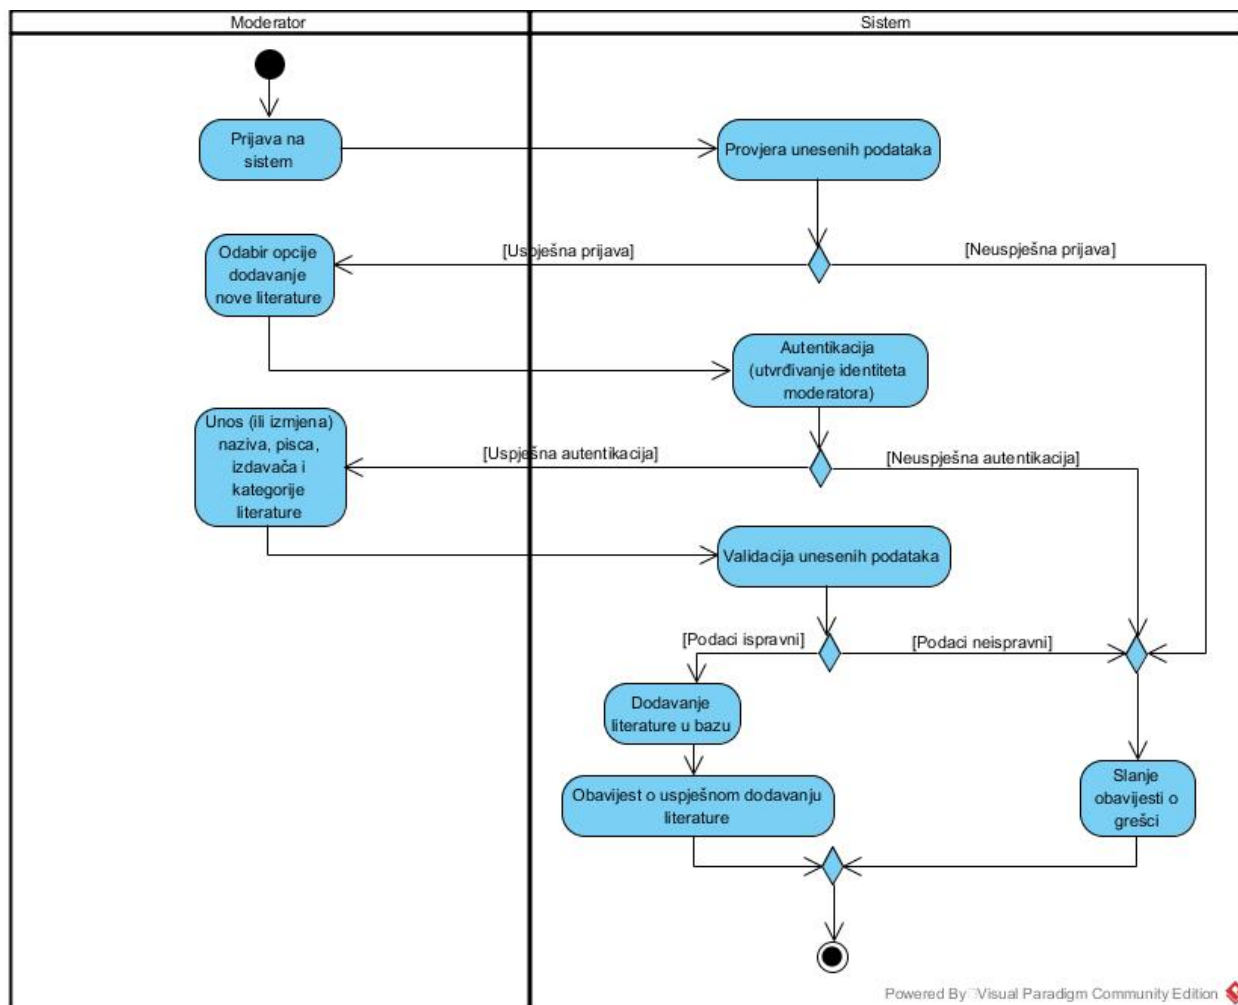 Moderator
Sistem
Prijava na
sistem
Provjera unesenih podataka
[Uspješna prijava]
[Neuspješna prijava]
Odabir opcije
dodavanje
nove literature
Autentikacija
(utvrđivanje identiteta
moderatora)
Unos (ili izmjena)
naziva, pisca,
izdavača i
kategorije
literature
[Uspješna autentikacija]
[Neuspješna autentikacija]
Validacija unesenih podataka
[Podaci ispravni]
[Podaci neispravni]
Dodavanje
literature u bazu
Obavijest o uspješnom dodavanju
literature
Slanje
obavijesti o
grešci
Powered By Visual Paradigm Community Edition